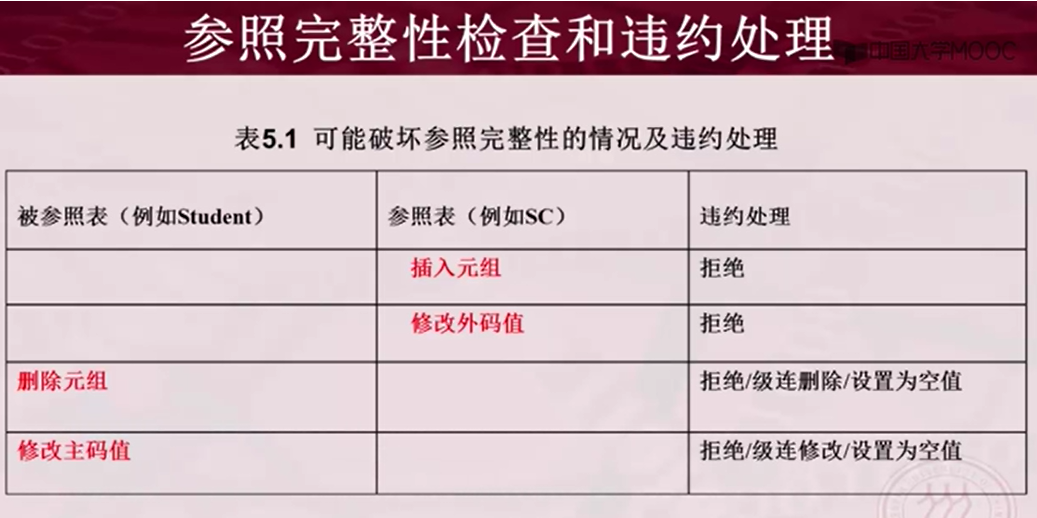 参照完整性检查和违约处理
中国大学MOOC
表5.1 可能破坏参照完整性的情况及违约处理
被参照表（例如Student） 参照表（例如SC） 违约处理
插入元组 拒绝
修改外码值 拒绝
删除元组 拒绝/级连删除/设置为空值
修改主码值 拒绝/级连修改/设置为空值